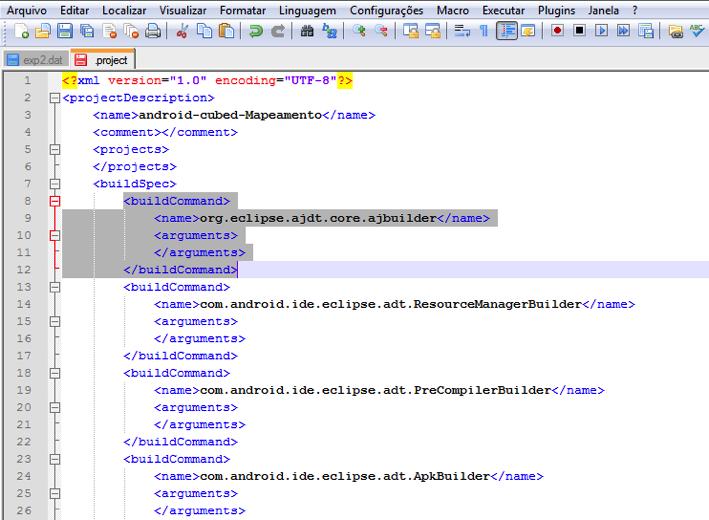 Arquivo Editar Localizar Visualizar Formatar Linguagem Configurações Macro Executar Plugins Janela ?
exp2.dat .project
1 <?xml version="1.0" encoding="UTF-8"?>
2 <projectDescription>
3 <name>android-cubed-Mapeamento</name>
4 <comment></comment>
5 <projects>
6 </projects>
7 <buildSpec>
8 <buildCommand>
9 <name>org.eclipse.ajdt.core.ajbuilder</name>
10 <arguments>
11 </arguments>
12 </buildCommand>
13 <buildCommand>
14 <name>com.android.ide.eclipse.adt.ResourceManagerBuilder</name>
15 <arguments>
16 </arguments>
17 </buildCommand>
18 <buildCommand>
19 <name>com.android.ide.eclipse.adt.PreCompilerBuilder</name>
20 <arguments>
21 </arguments>
22 </buildCommand>
23 <buildCommand>
24 <name>com.android.ide.eclipse.adt.ApkBuilder</name>
25 <arguments>
26 </arguments>